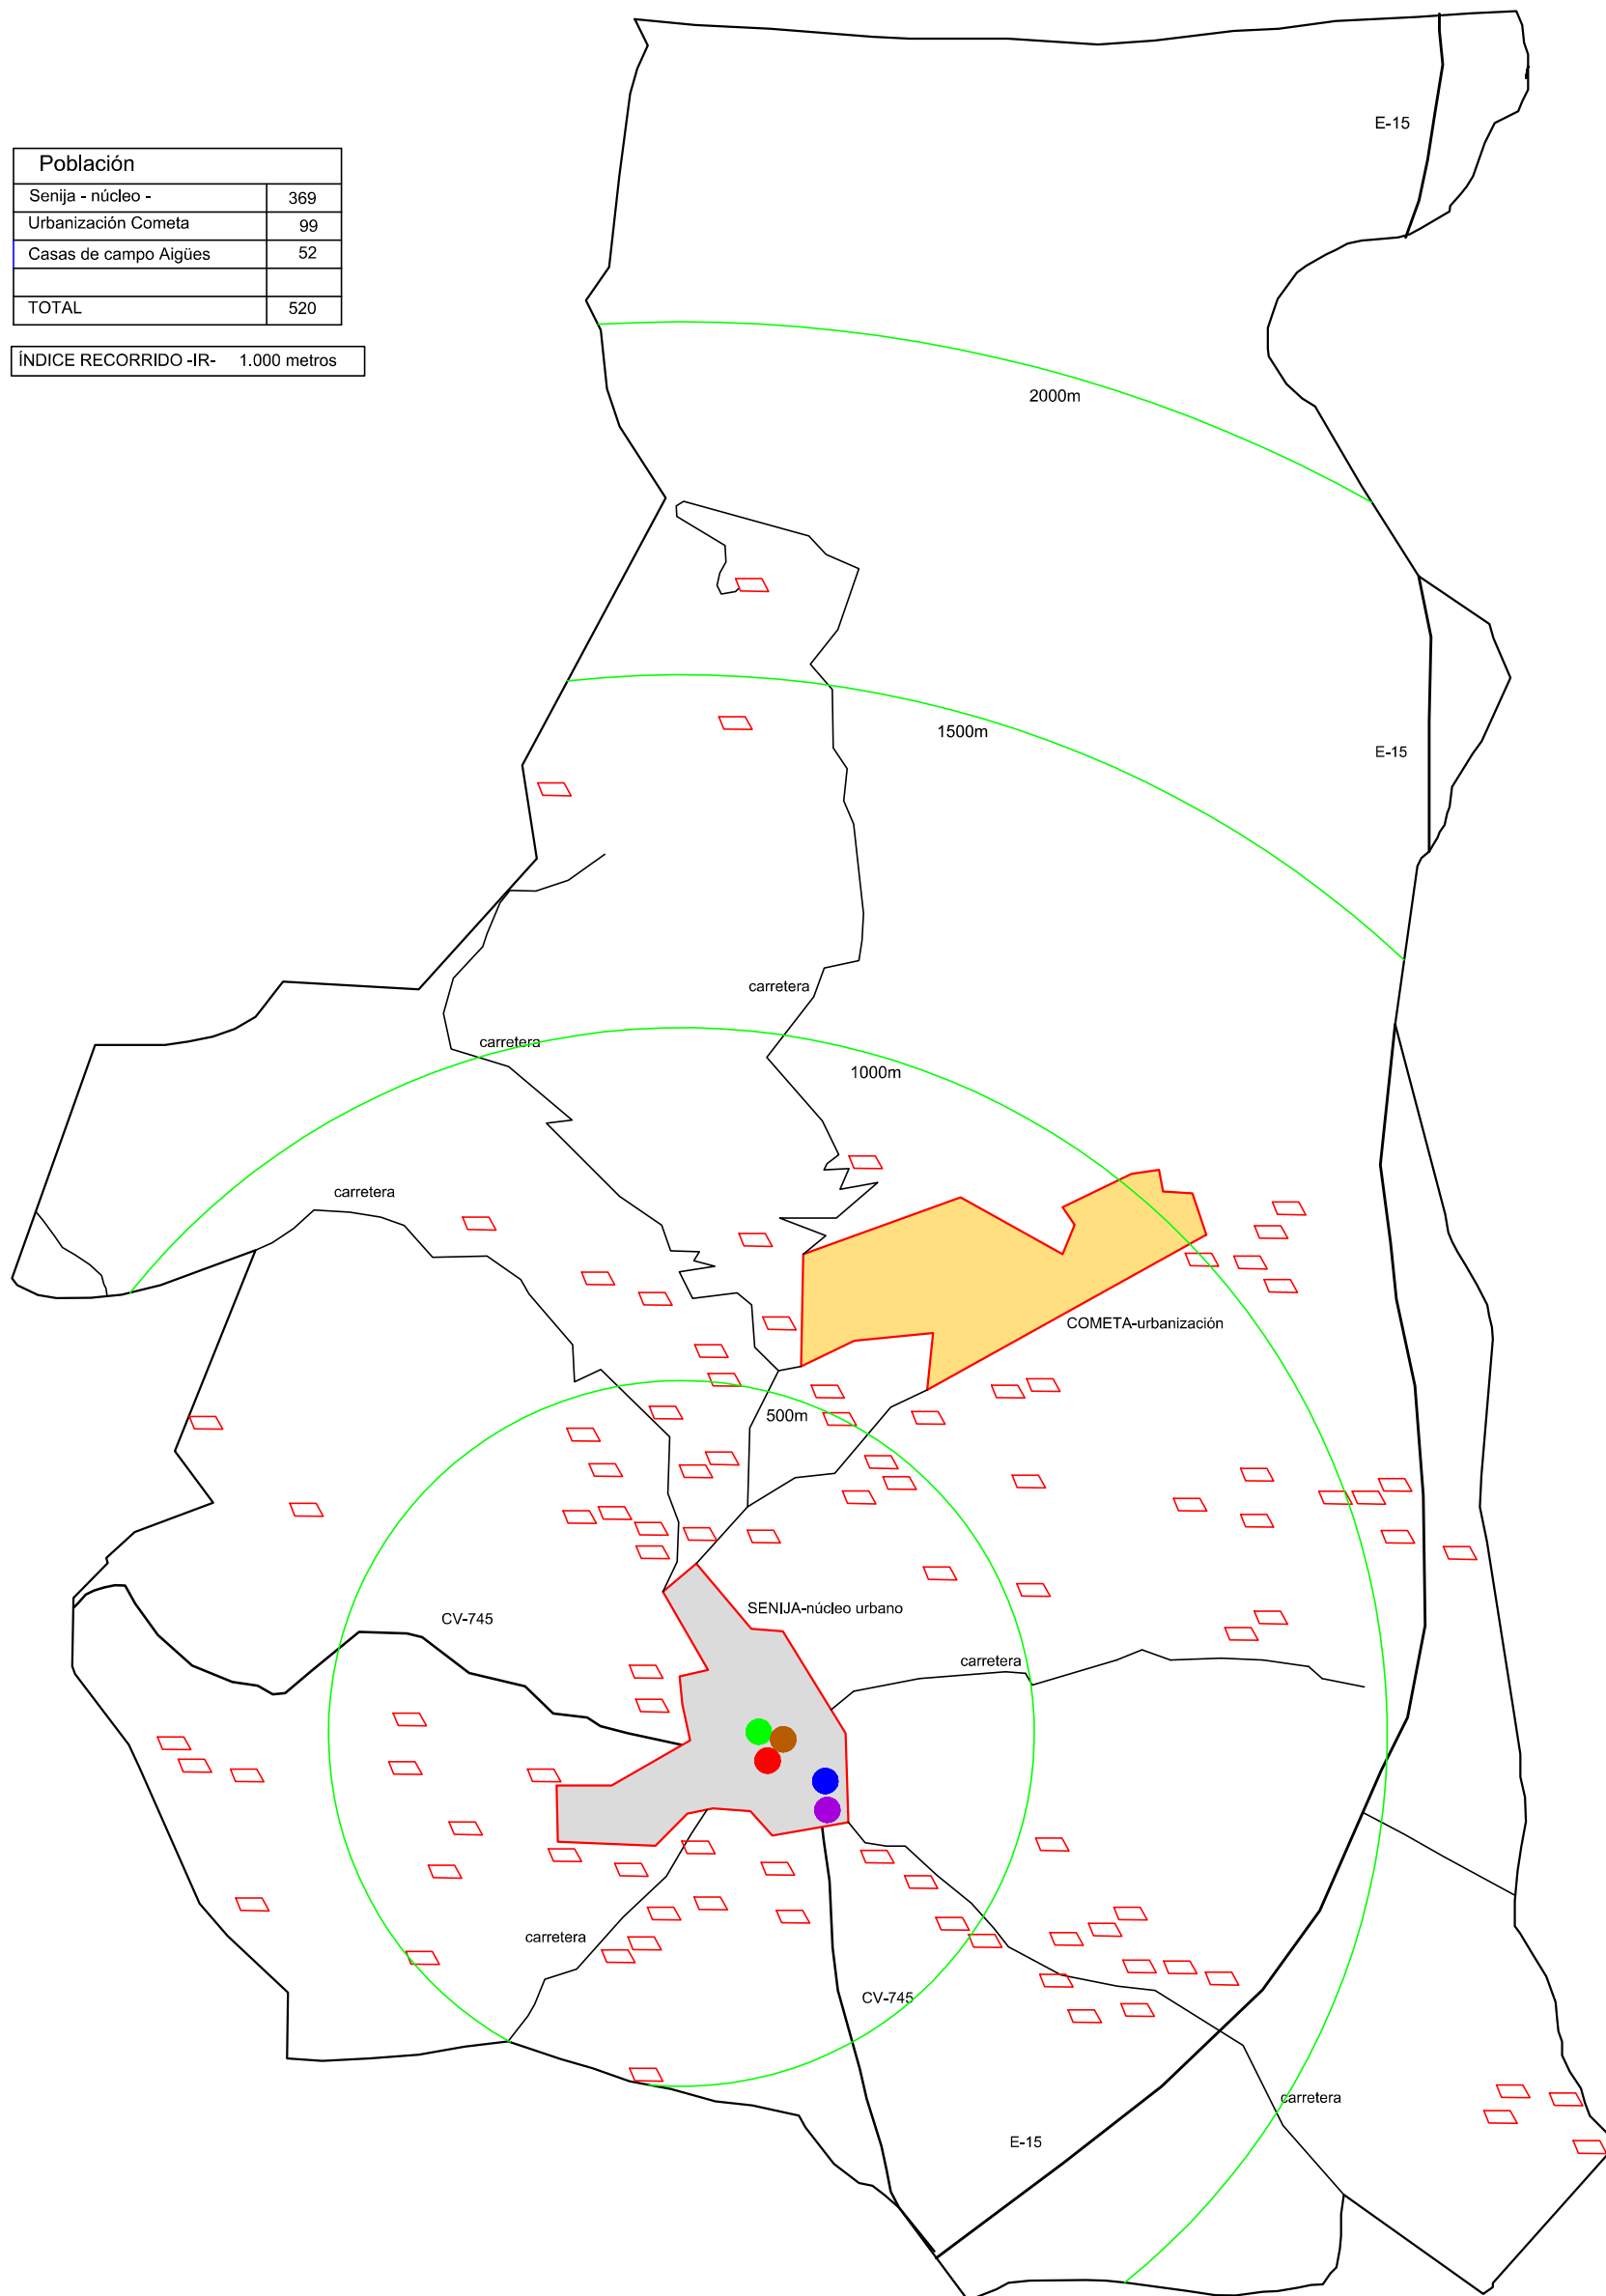 Población
Senija - núcleo - 369
Urbanización Cometa 99
Casas de campo Aigües 52
TOTAL 520
ÍNDICE RECORRIDO -IR- 1.000 metros
E-15
2000m
1500m
E-15
carretera
carretera
1000m
carretera
COMETA-urbanización
500m
SENIJA-núcleo urbano
CV-745
carretera
carretera
CV-745
carretera
E-15